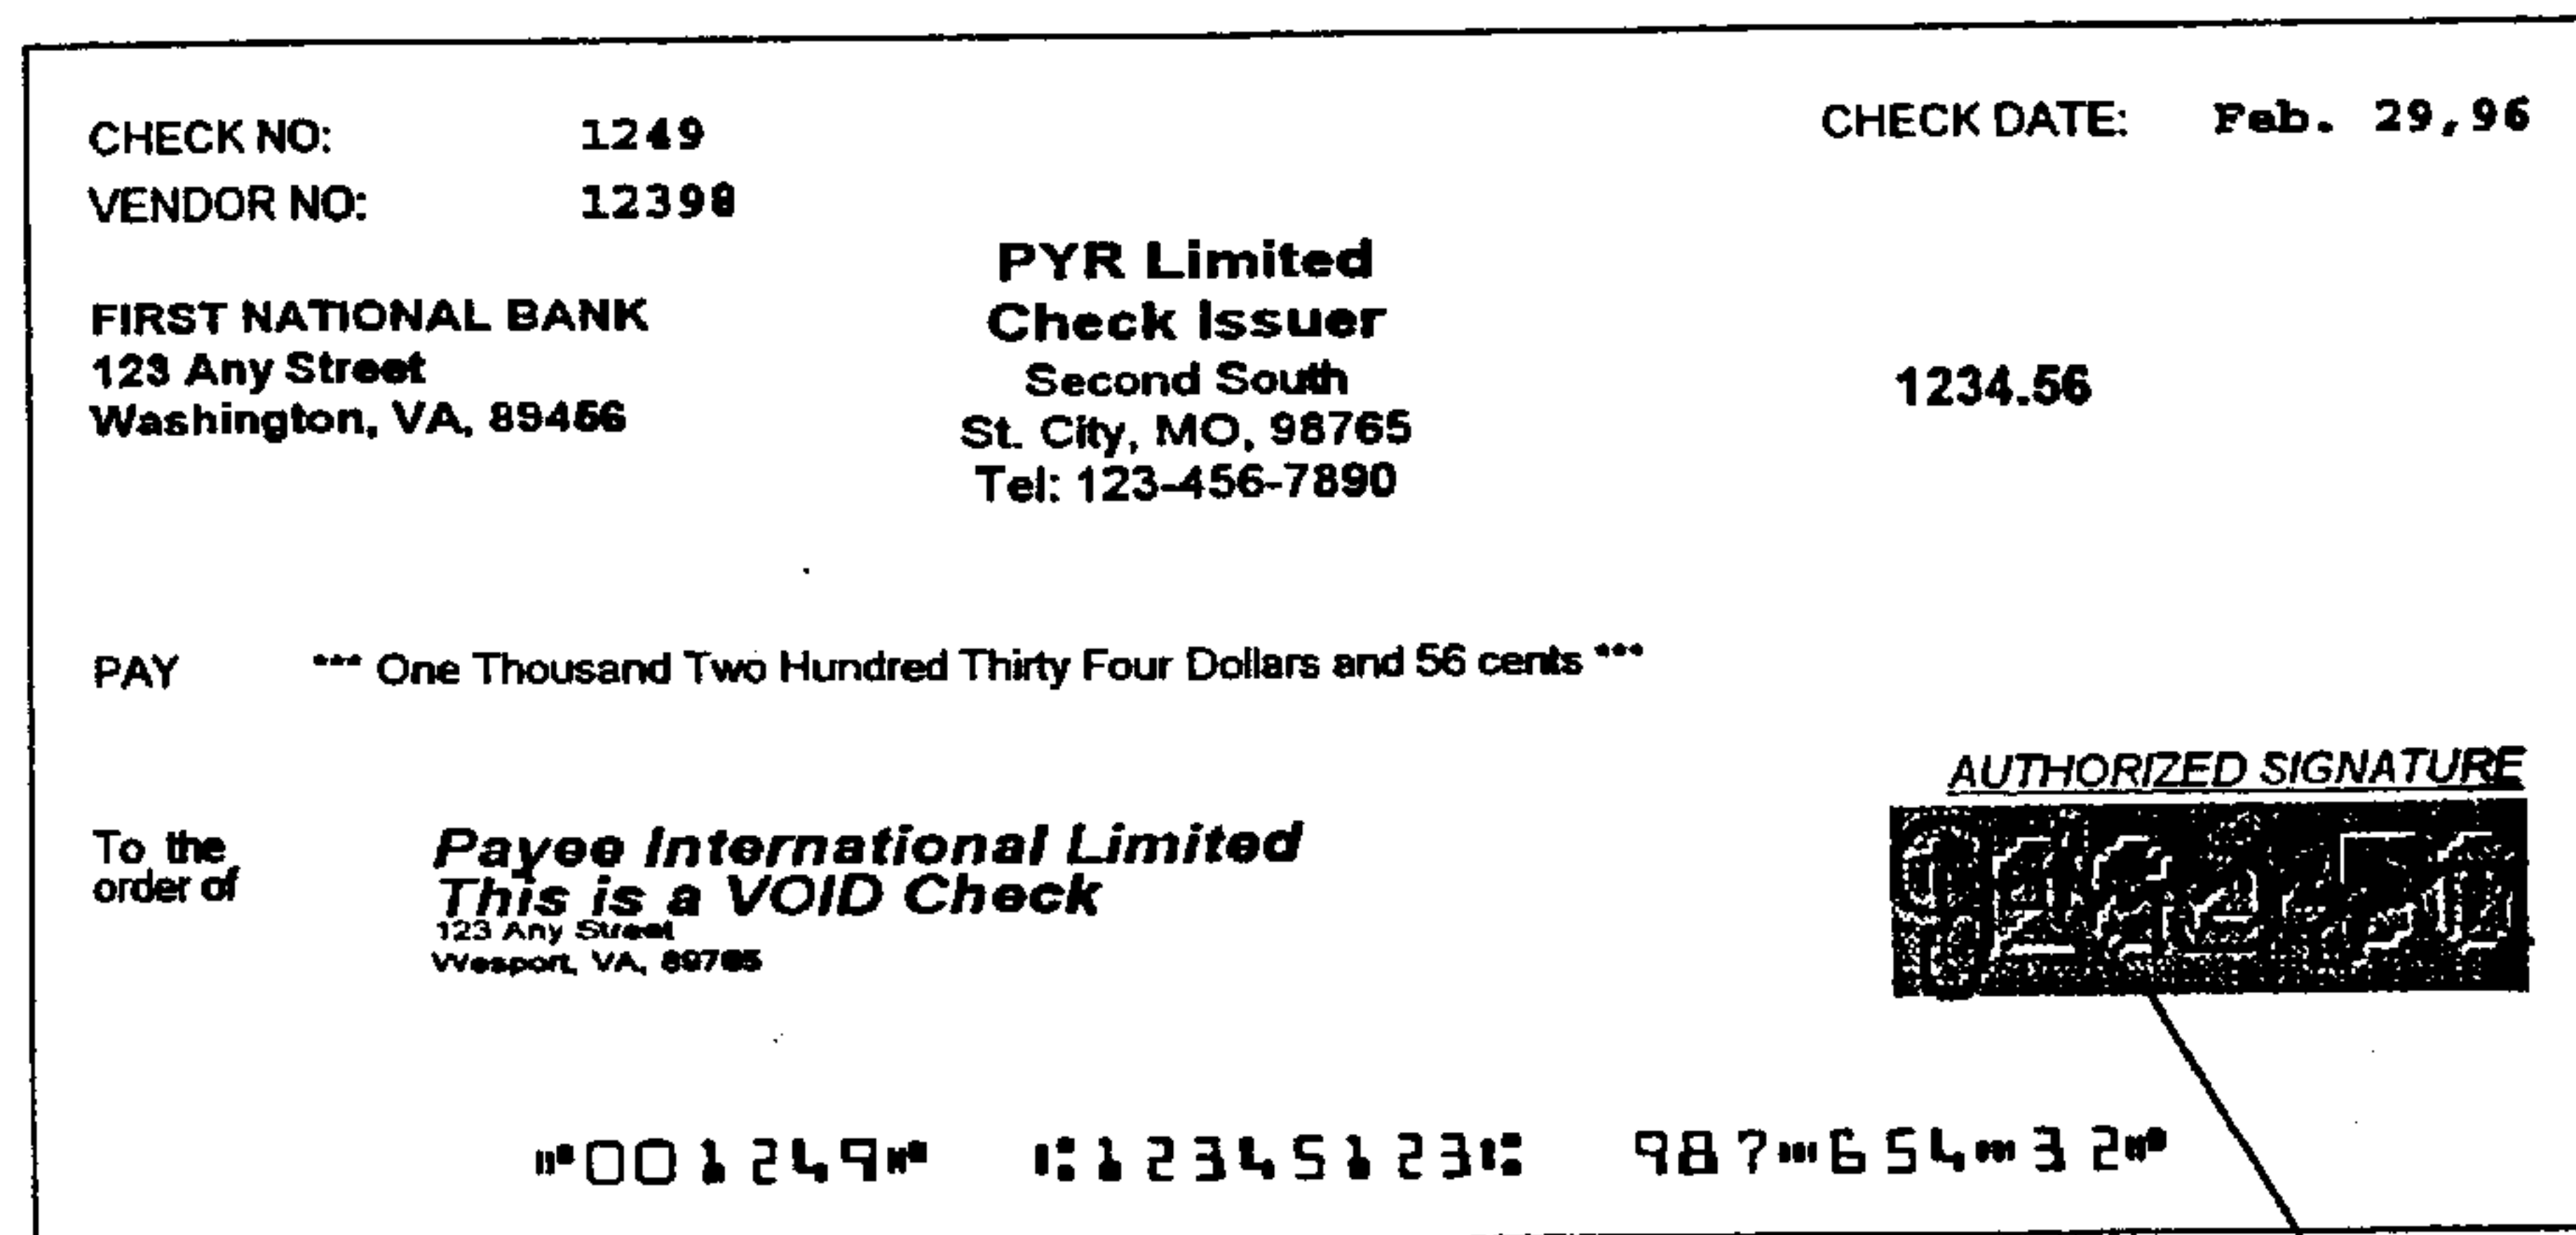 CHECK NO: 1249
CHECK DATE: Feb. 29,96
VENDOR NO: 12398
PYR Limited
Check Issuer
Second South
St. City, MO, 98765
Tel: 123-456-7890
FIRST NATIONAL BANK
123 Any Street
Washington, VA, 89456
1234.56
PAY *** One Thousand Two Hundred Thirty Four Dollars and 56 cents ***
AUTHORIZED SIGNATURE
To the
order of
Payee International Limited
This is a VOID Check
123 Any Street
Wesport, VA, 89765
⑈001249⑈ ⑆12345123⑆ 987⑉654⑉32⑈